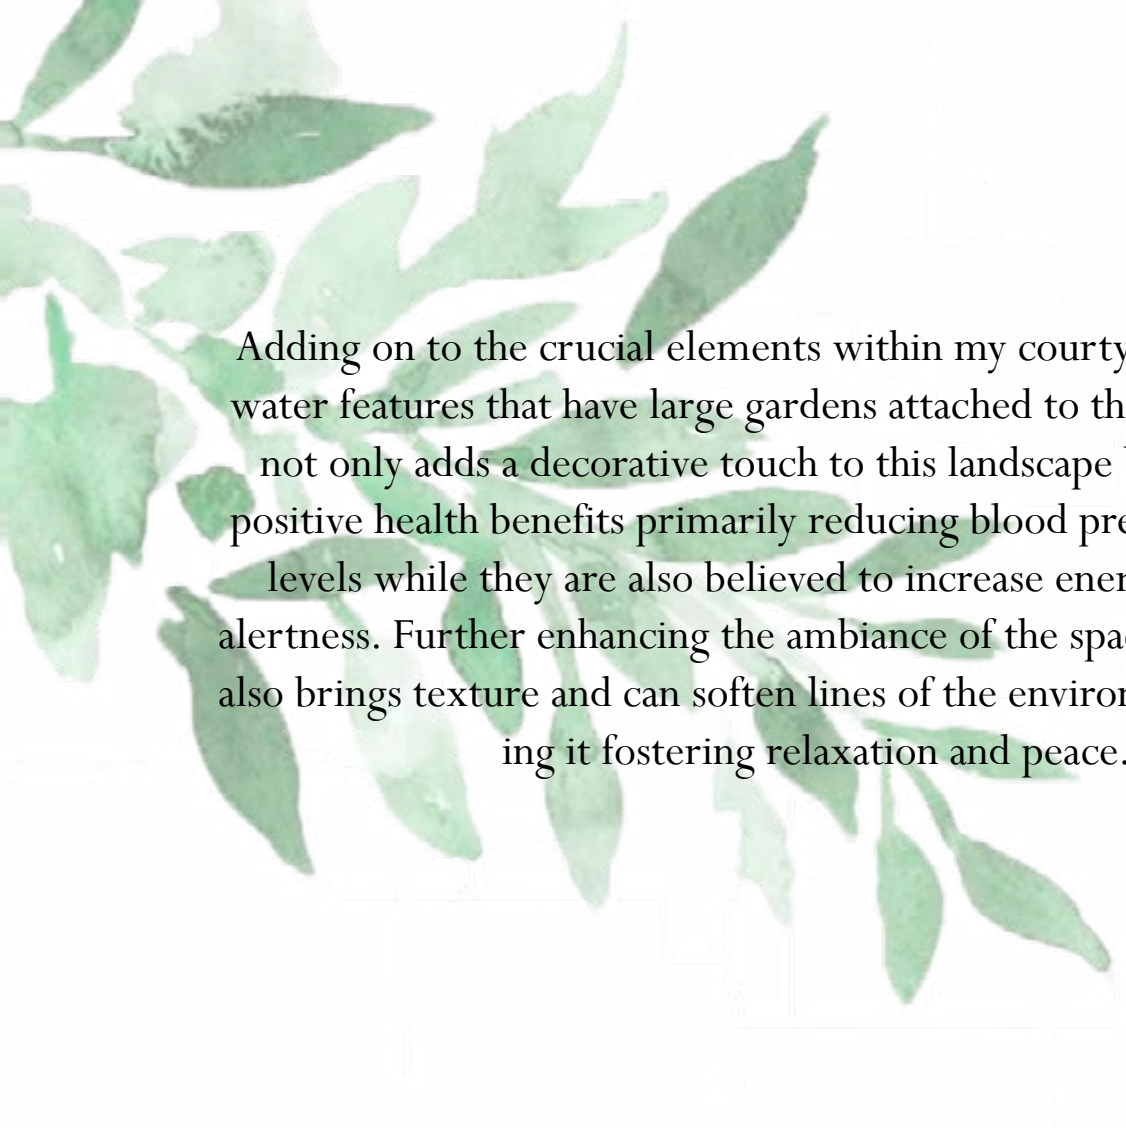 Adding on to the crucial elements within my courty
water features that have large gardens attached to th
not only adds a decorative touch to this landscape
positive health benefits primarily reducing blood pre
levels while they are also believed to increase ener
alertness. Further enhancing the ambiance of the spac
also brings texture and can soften lines of the environ
ing it fostering relaxation and peace.